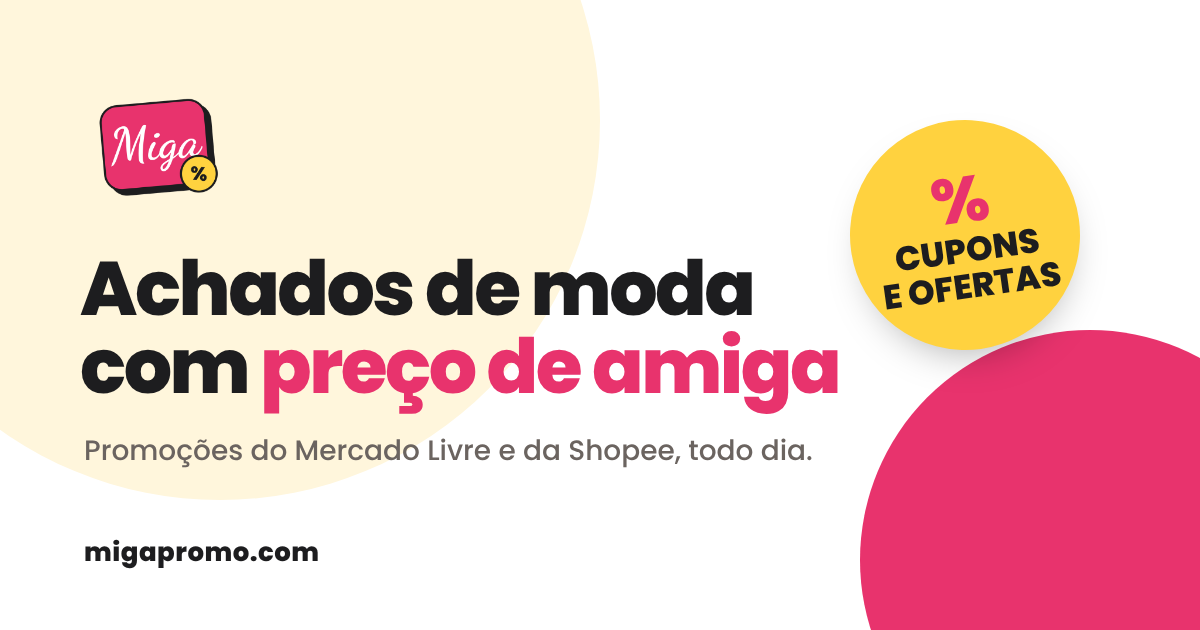 Miga
%
%
CUPONS
E OFERTAS
Achados de moda
com preço de amiga
Promoções do Mercado Livre e da Shopee, todo dia.
migapromo.com